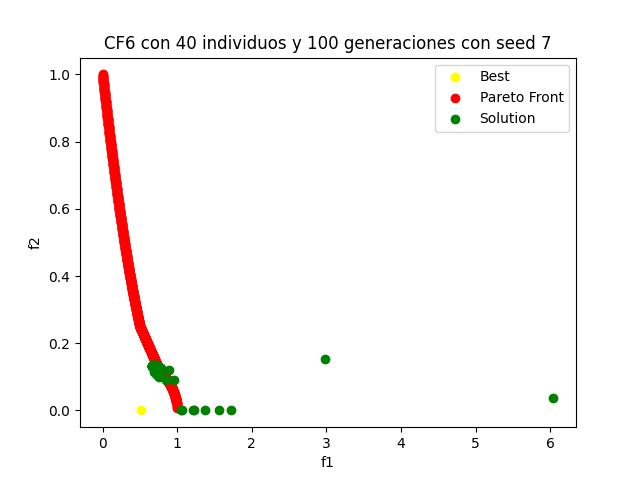 CF6 con 40 individuos y 100 generaciones con seed 7
Best
Pareto Front
Solution
1.0
0.8
0.6
0.4
0.2
0.0
f2
0 1 2 3 4 5 6
f1